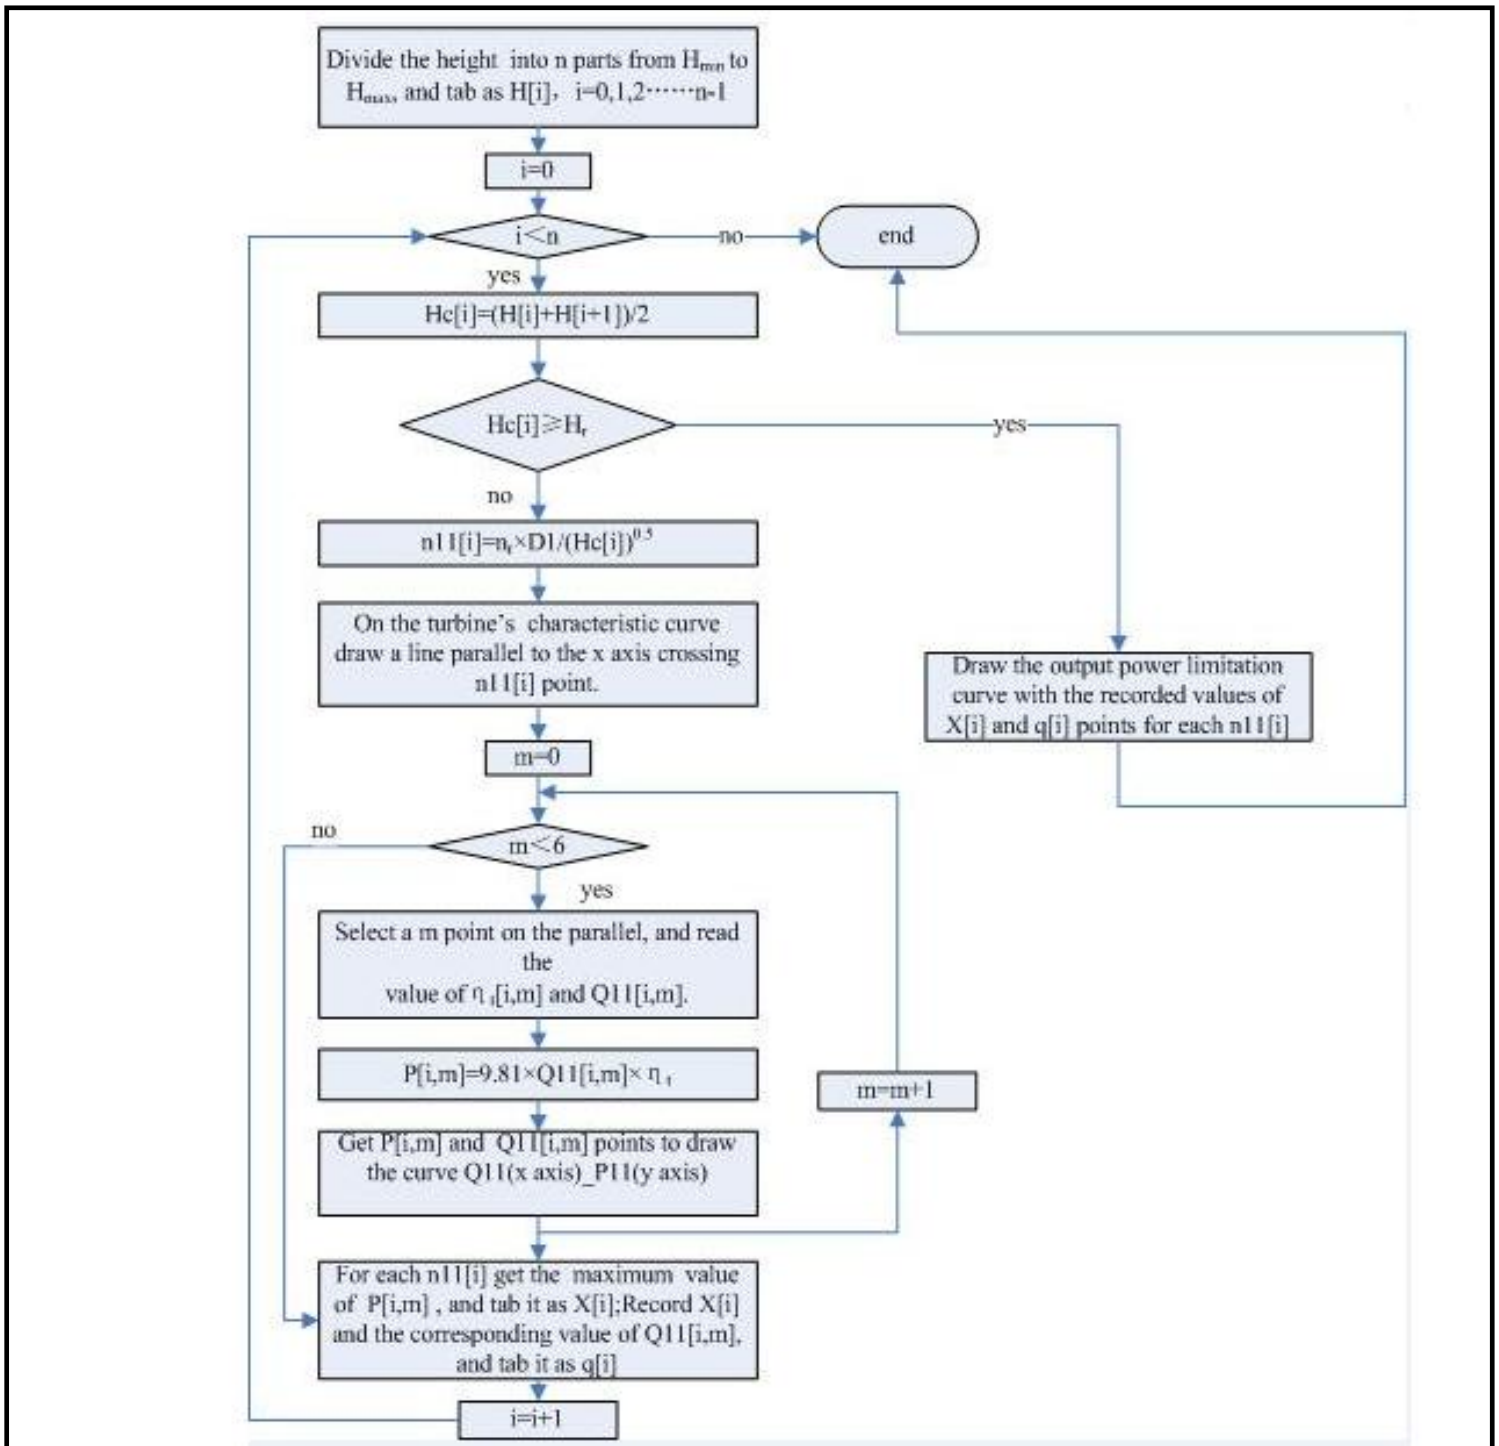 Divide the height into n parts from Hmin to
Hmax, and tab as H[i], i=0,1,2······n-1
i=0
i<n
no
end
yes
Hc[i]=(H[i]+H[i+1])/2
Hc[i]≥Hr
yes
no
n11[i]=nr×D1/(Hc[i])^0.5
On the turbine's characteristic curve
draw a line parallel to the x axis crossing
n11[i] point.
Draw the output power limitation
curve with the recorded values of
X[i] and q[i] points for each n11[i]
m=0
no
m<6
yes
Select a m point on the parallel, and read
the
value of ηt[i,m] and Q11[i,m].
P[i,m]=9.81×Q11[i,m]×ηt
m=m+1
Get P[i,m] and Q11[i,m] points to draw
the curve Q11(x axis)_P11(y axis)
For each n11[i] get the maximum value
of P[i,m] , and tab it as X[i];Record X[i]
and the corresponding value of Q11[i,m],
and tab it as q[i]
i=i+1